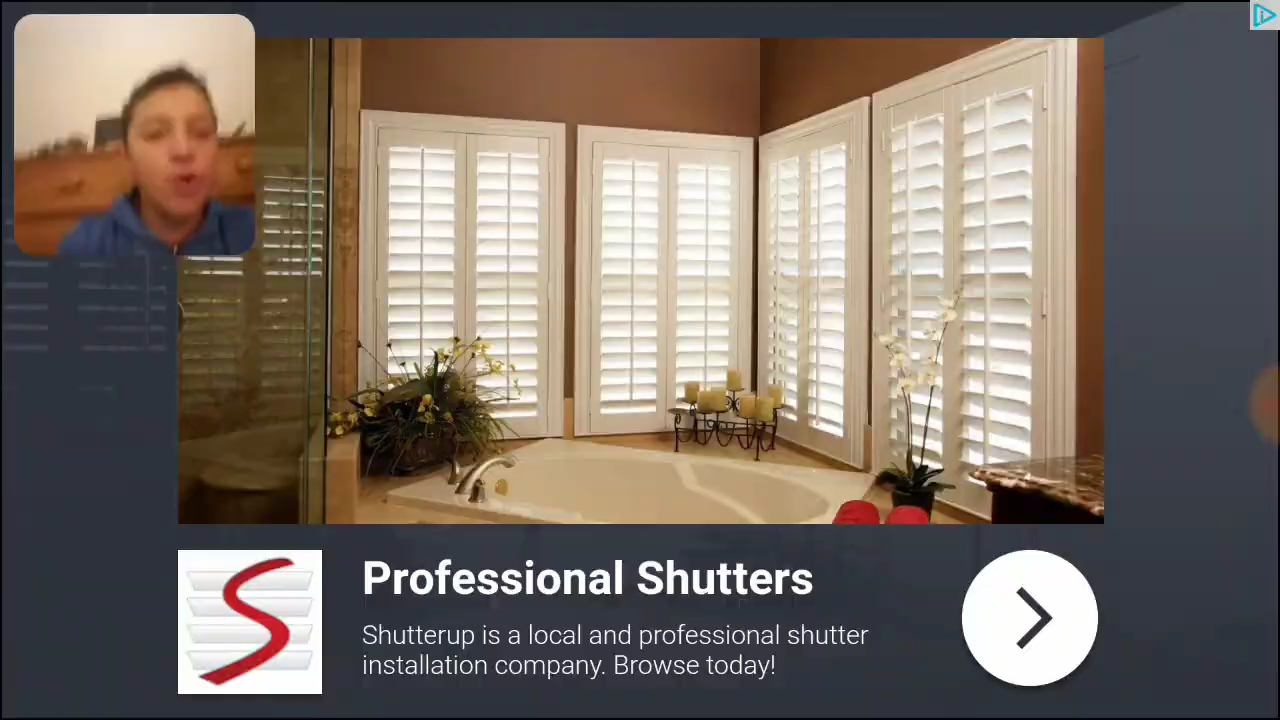 Professional Shutters
Shutterup is a local and professional shutter
installation company. Browse today!